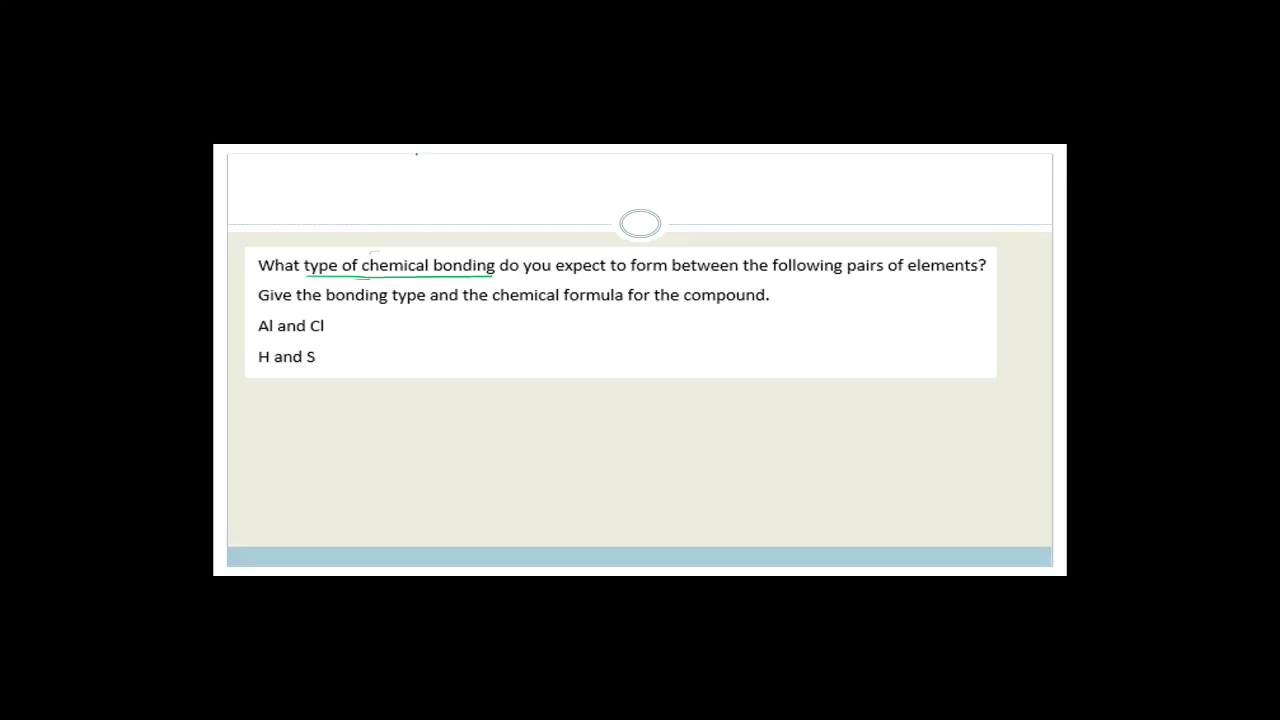 What type of chemical bonding do you expect to form between the following pairs of elements?
Give the bonding type and the chemical formula for the compound.
Al and Cl
H and S